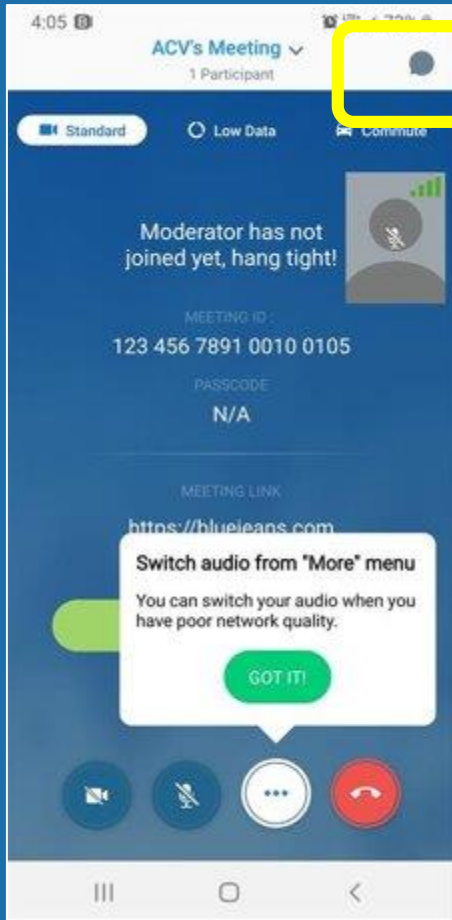 4:05
72%
ACV's Meeting
1 Participant
Standard
Low Data
Commute
Moderator has not
joined yet, hang tight!
MEETING ID
123 456 7891 0010 0105
PASSCODE
N/A
MEETING LINK
https://bluejeans.com
Switch audio from "More" menu
You can switch your audio when you
have poor network quality.
GOT IT!